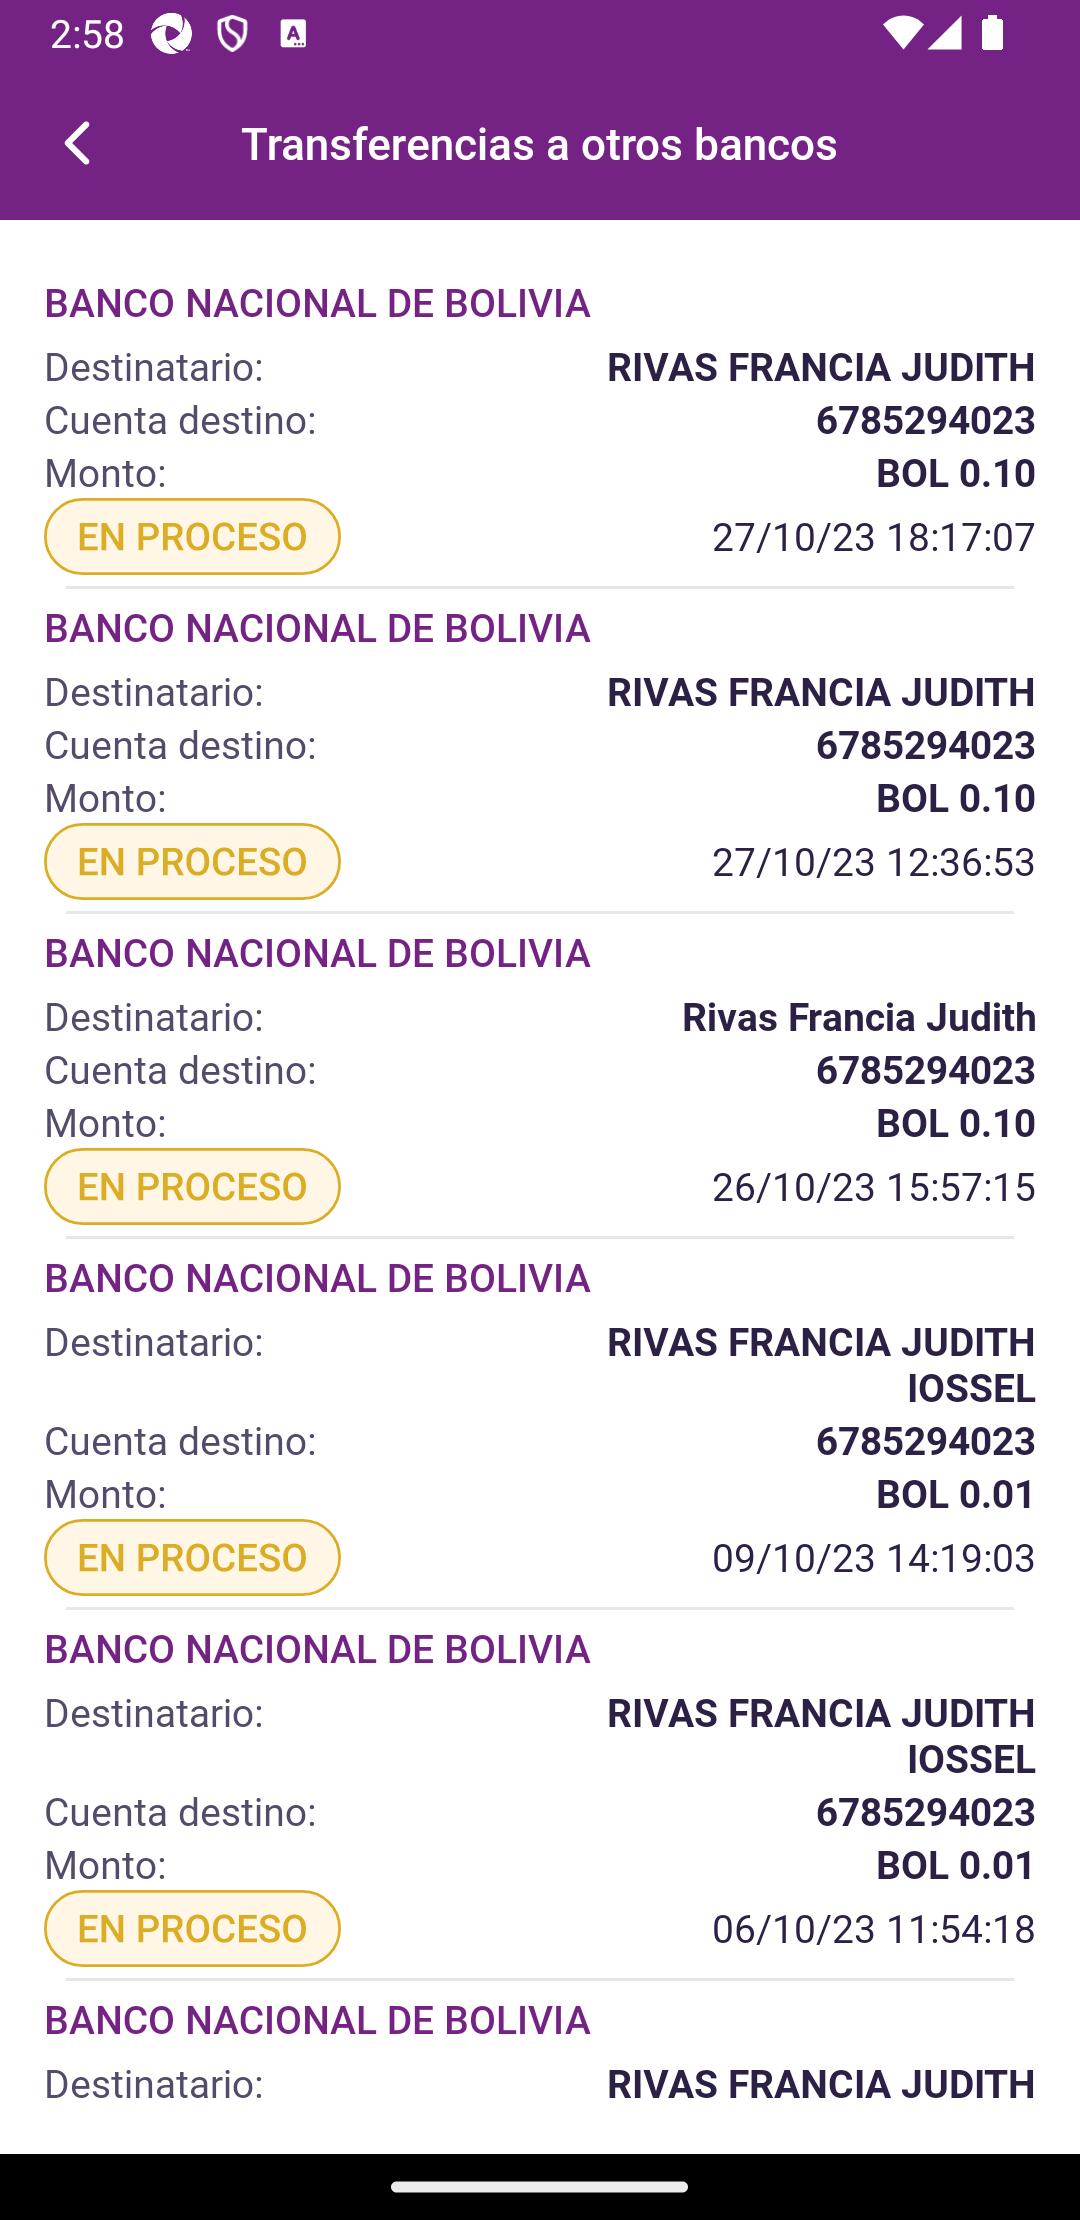 2:58
Transferencias a otros bancos
BANCO NACIONAL DE BOLIVIA
Destinatario: RIVAS FRANCIA JUDITH
Cuenta destino: 6785294023
Monto: BOL 0.10
EN PROCESO 27/10/23 18:17:07
BANCO NACIONAL DE BOLIVIA
Destinatario: RIVAS FRANCIA JUDITH
Cuenta destino: 6785294023
Monto: BOL 0.10
EN PROCESO 27/10/23 12:36:53
BANCO NACIONAL DE BOLIVIA
Destinatario: Rivas Francia Judith
Cuenta destino: 6785294023
Monto: BOL 0.10
EN PROCESO 26/10/23 15:57:15
BANCO NACIONAL DE BOLIVIA
Destinatario: RIVAS FRANCIA JUDITH
IOSSEL
Cuenta destino: 6785294023
Monto: BOL 0.01
EN PROCESO 09/10/23 14:19:03
BANCO NACIONAL DE BOLIVIA
Destinatario: RIVAS FRANCIA JUDITH
IOSSEL
Cuenta destino: 6785294023
Monto: BOL 0.01
EN PROCESO 06/10/23 11:54:18
BANCO NACIONAL DE BOLIVIA
Destinatario: RIVAS FRANCIA JUDITH